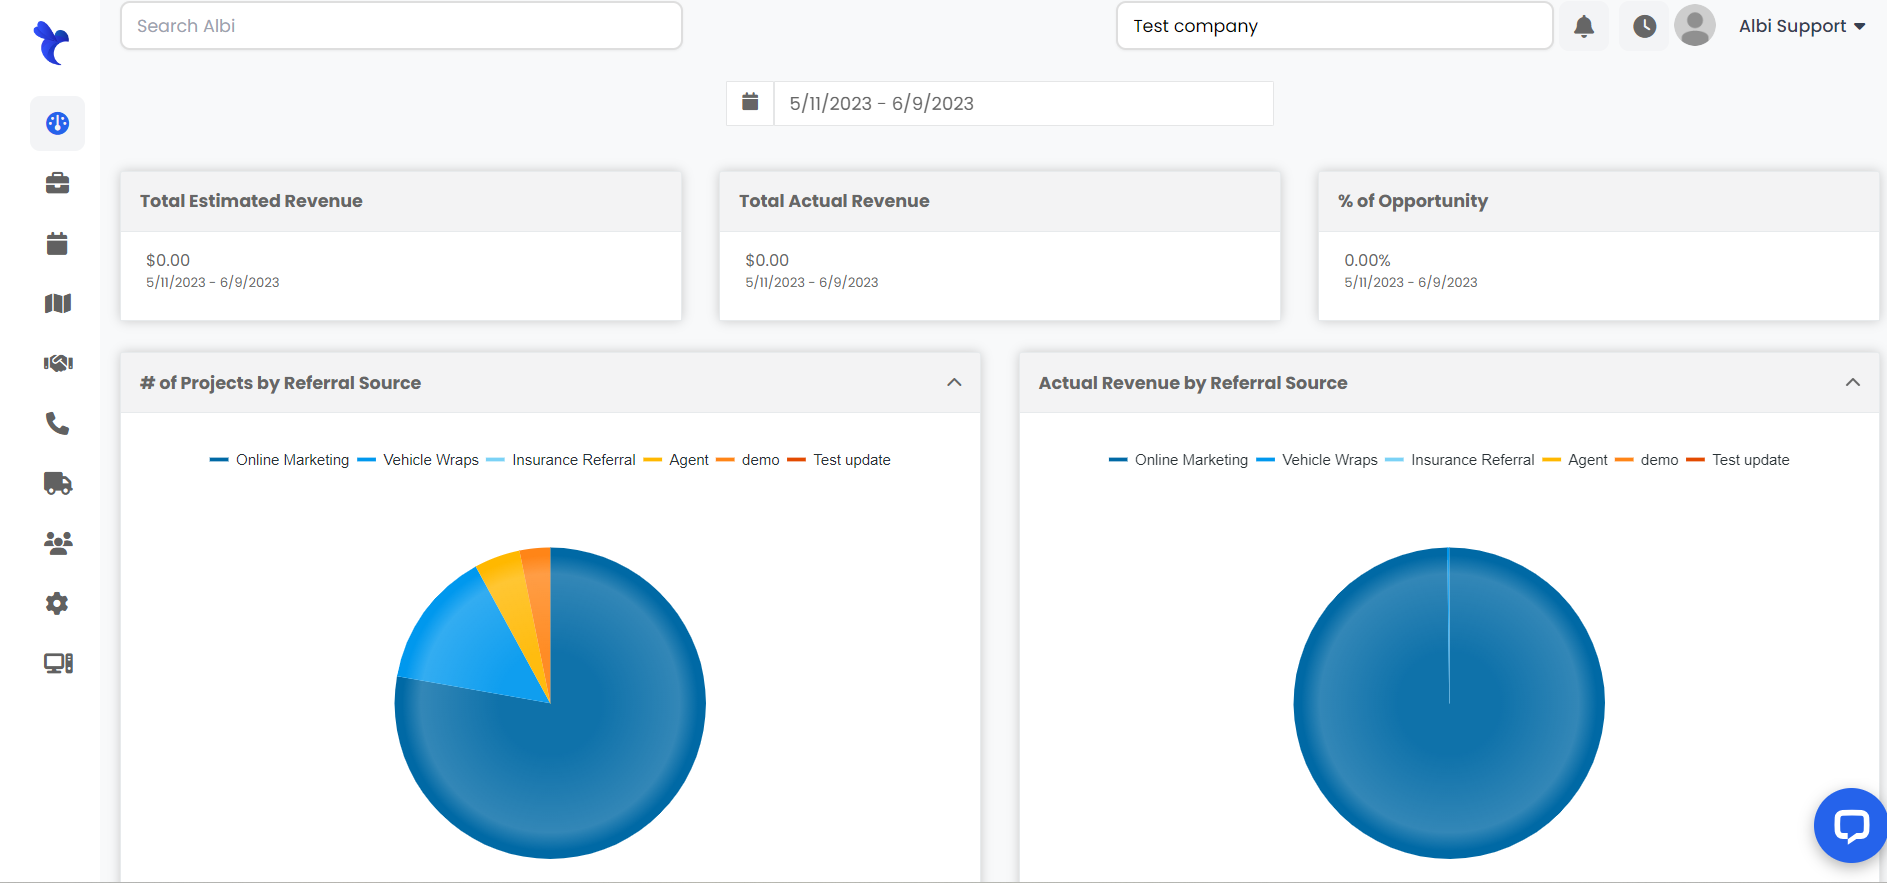 Search Albi
Test company
Albi Support
5/11/2023 - 6/9/2023
Total Estimated Revenue
$0.00
5/11/2023 - 6/9/2023
Total Actual Revenue
$0.00
5/11/2023 - 6/9/2023
% of Opportunity
0.00%
5/11/2023 - 6/9/2023
# of Projects by Referral Source
Online Marketing Vehicle Wraps Insurance Referral Agent demo Test update
Actual Revenue by Referral Source
Online Marketing Vehicle Wraps Insurance Referral Agent demo Test update